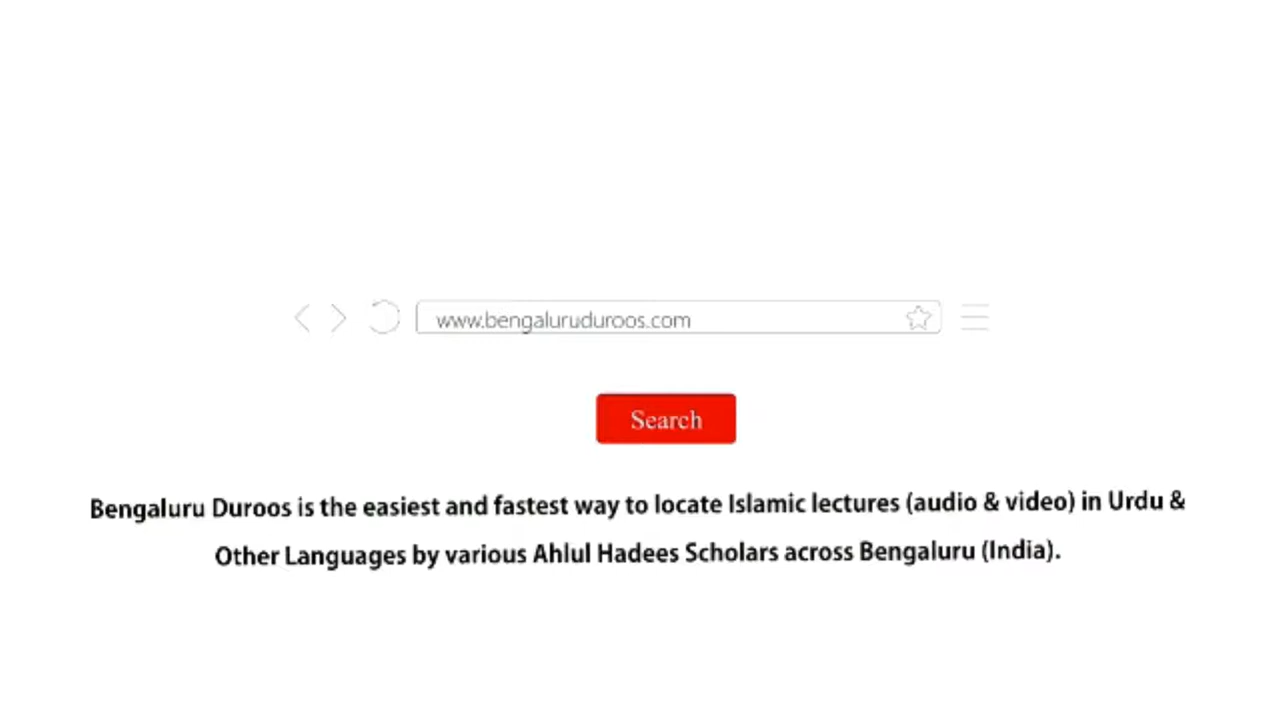 www.bengaluruduroos.com
Search
Bengaluru Duroos is the easiest and fastest way to locate Islamic lectures (audio & video) in Urdu &
Other Languages by various Ahlul Hadees Scholars across Bengaluru (India).